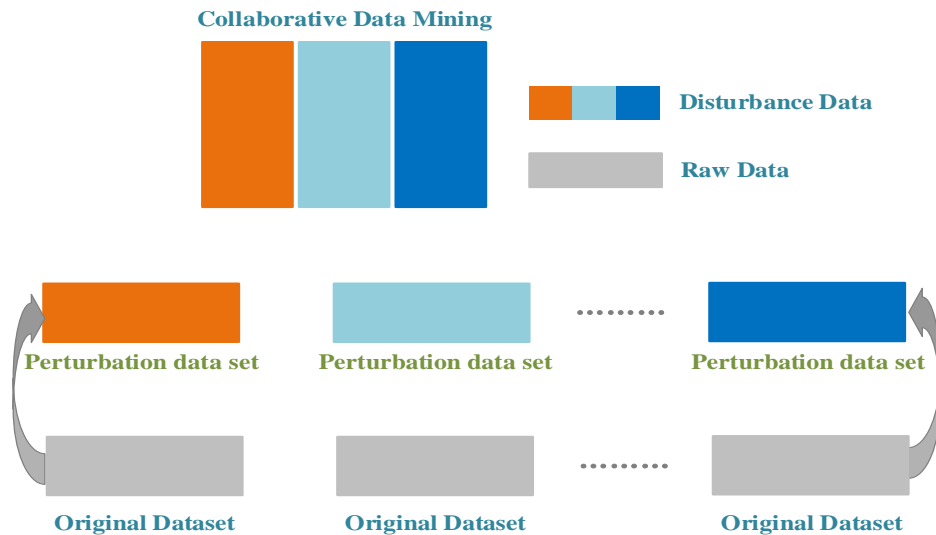 Collaborative Data Mining
Disturbance Data
Raw Data
Perturbation data set
Perturbation data set
Perturbation data set
Original Dataset
Original Dataset
Original Dataset